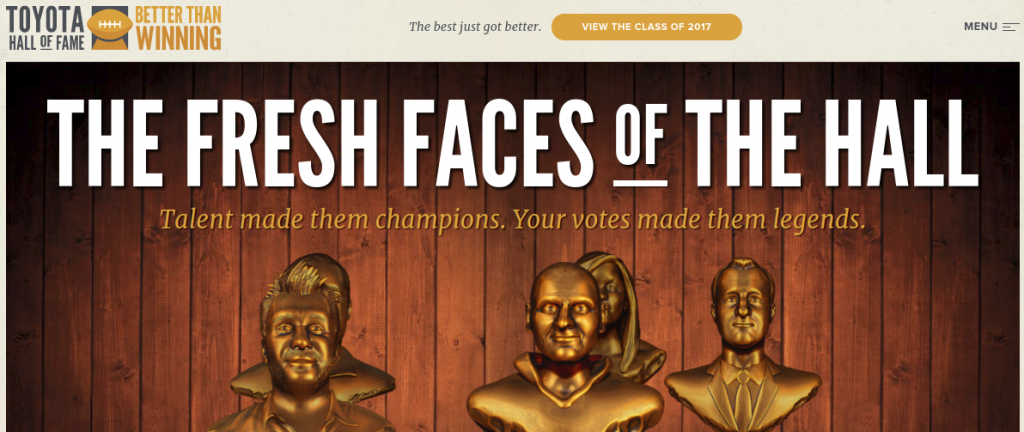 TOYOTA
HALL OF FAME
BETTER THAN
WINNING
The best just got better.
VIEW THE CLASS OF 2017
MENU
THE FRESH FACES OF THE HALL
Talent made them champions. Your votes made them legends.